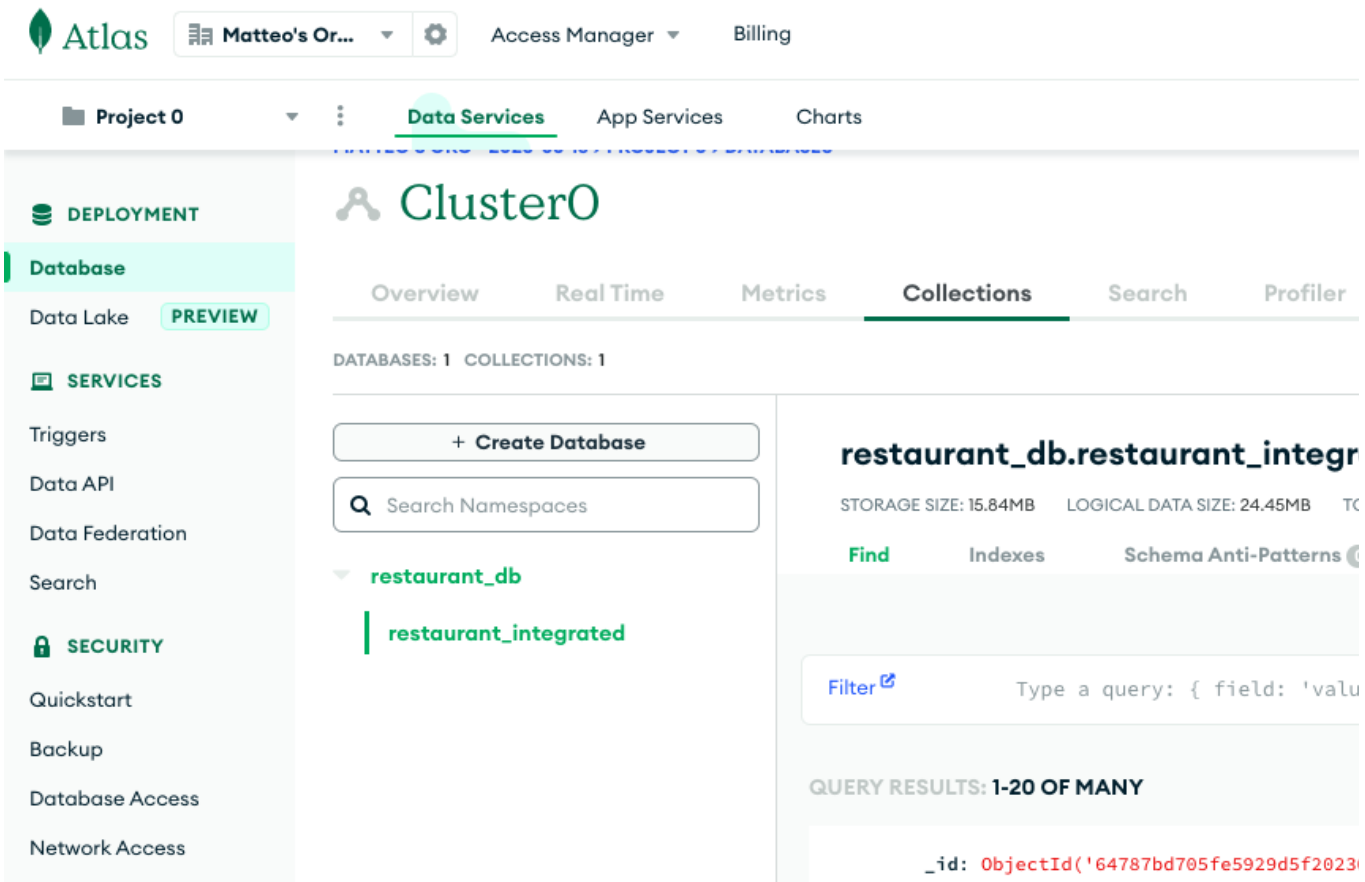 Atlas
Matteo's Or...
Access Manager
Billing
Project 0
Data Services
App Services
Charts
DEPLOYMENT
Database
Data Lake PREVIEW
SERVICES
Triggers
Data API
Data Federation
Search
SECURITY
Quickstart
Backup
Database Access
Network Access
Cluster0
Overview
Real Time
Metrics
Collections
Search
Profiler
DATABASES: 1 COLLECTIONS: 1
+ Create Database
Search Namespaces
restaurant_db
restaurant_integrated
restaurant_db.restaurant_integr
STORAGE SIZE: 15.84MB LOGICAL DATA SIZE: 24.45MB
Find
Indexes
Schema Anti-Patterns
Filter
Type a query: { field: 'valu
QUERY RESULTS: 1-20 OF MANY
_id: ObjectId('64787bd705fe5929d5f2023